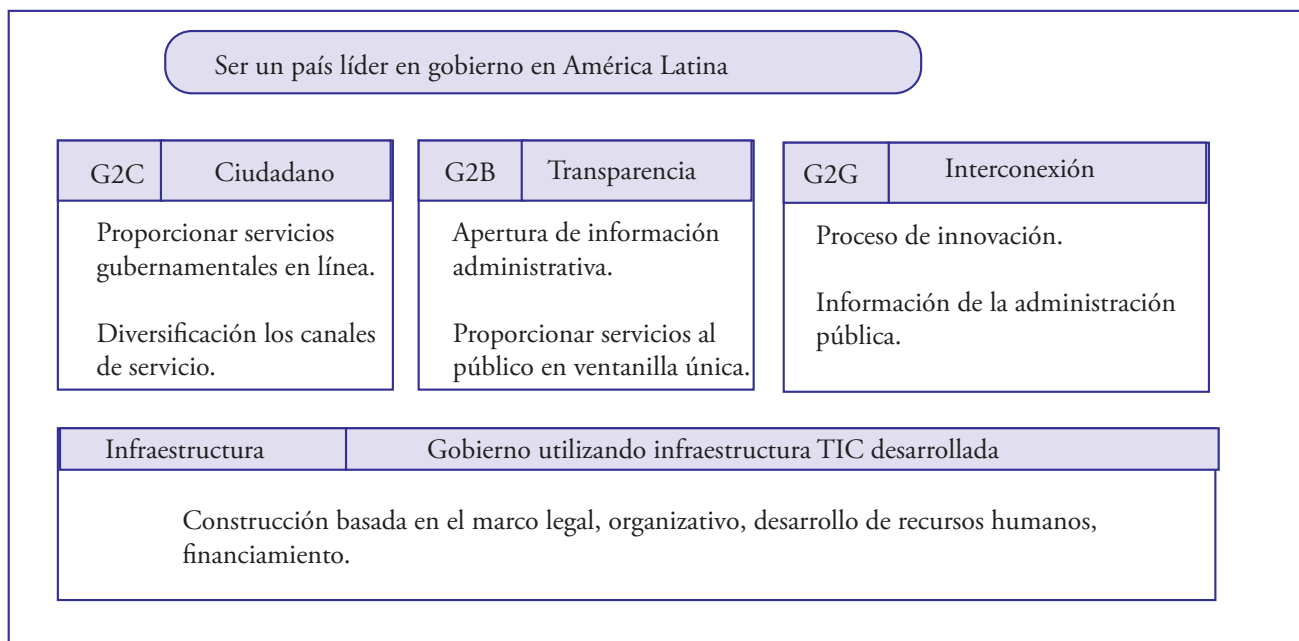 Ser un país líder en gobierno en América Latina
G2C Ciudadano
Proporcionar servicios
gubernamentales en línea.
Diversificación los canales
de servicio.
G2B Transparencia
Apertura de información
administrativa.
Proporcionar servicios al
público en ventanilla única.
G2G Interconexión
Proceso de innovación.
Información de la administración
pública.
Infraestructura Gobierno utilizando infraestructura TIC desarrollada
Construcción basada en el marco legal, organizativo, desarrollo de recursos humanos,
financiamiento.